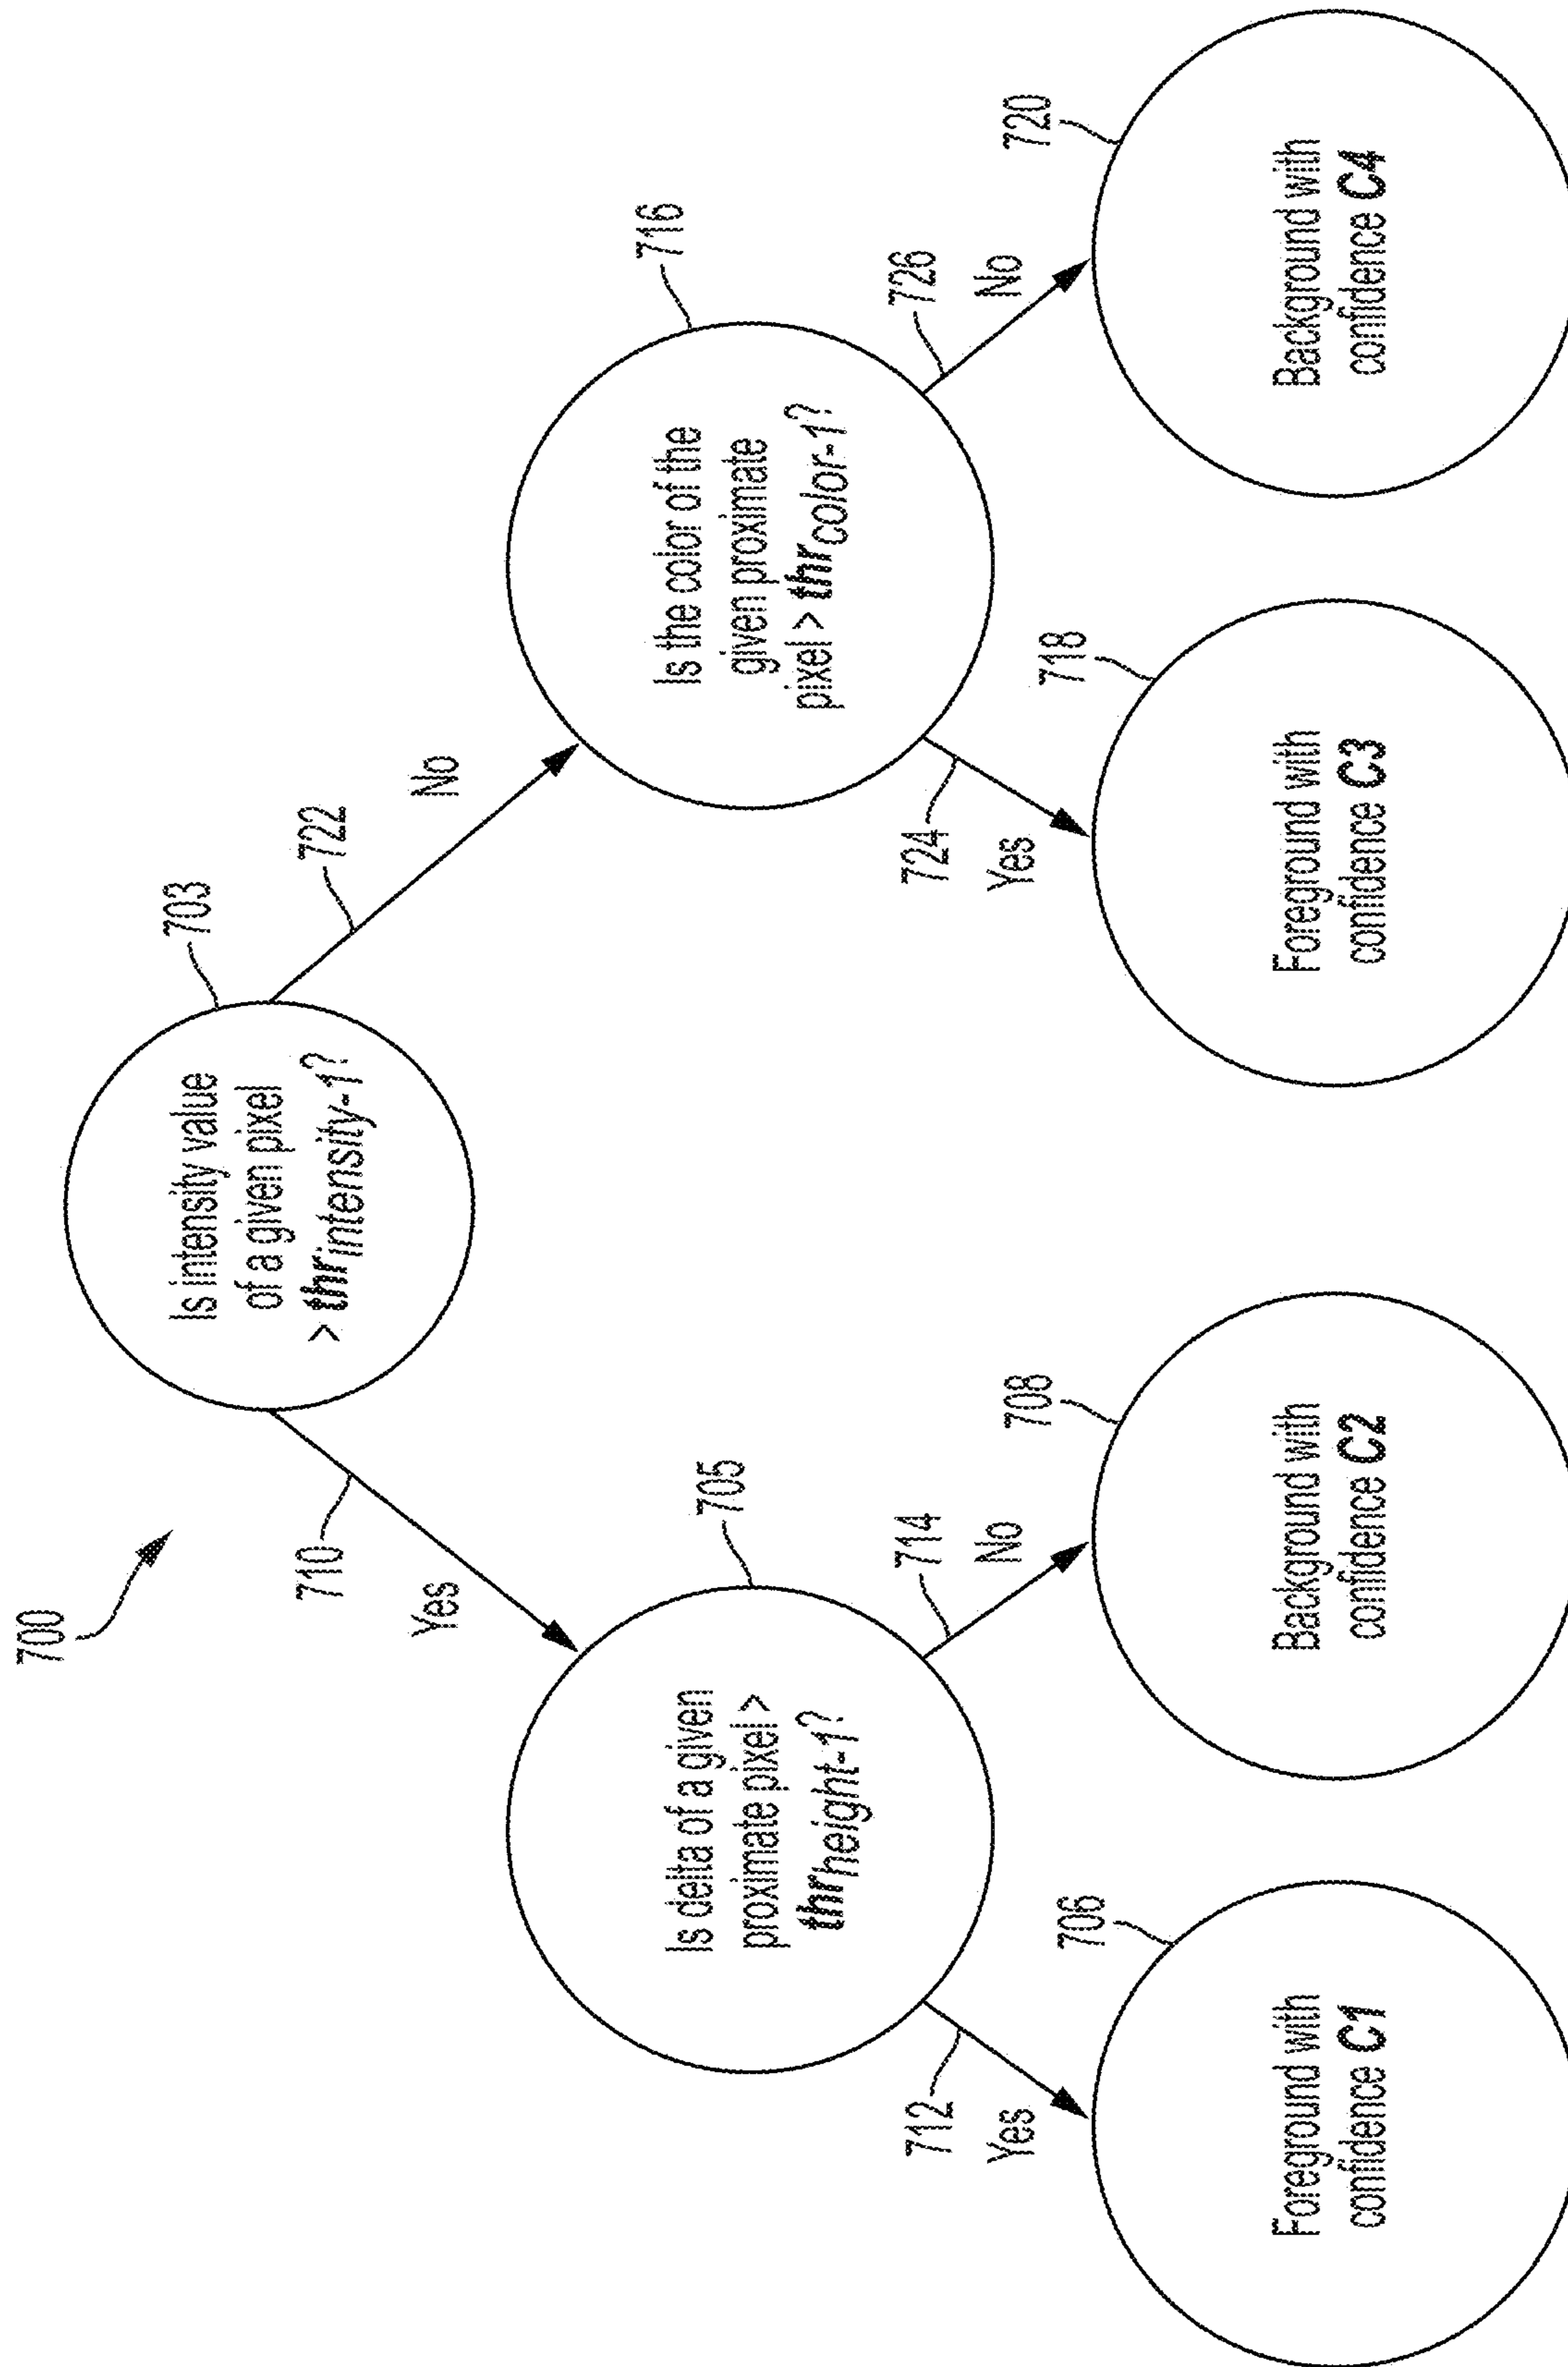 700
703
Is intensity value
of a given pixel
> thrintensity-1?
710
Yes
722
No
705
Is delta of a given
proximate pixel >
thrheight-1?
716
Is the color of the
given proximate
pixel > thrcolor-1?
712
Yes
714
No
724
Yes
726
No
706
Foreground with
confidence C1
708
Background with
confidence C2
718
Foreground with
confidence C3
720
Background with
confidence C4